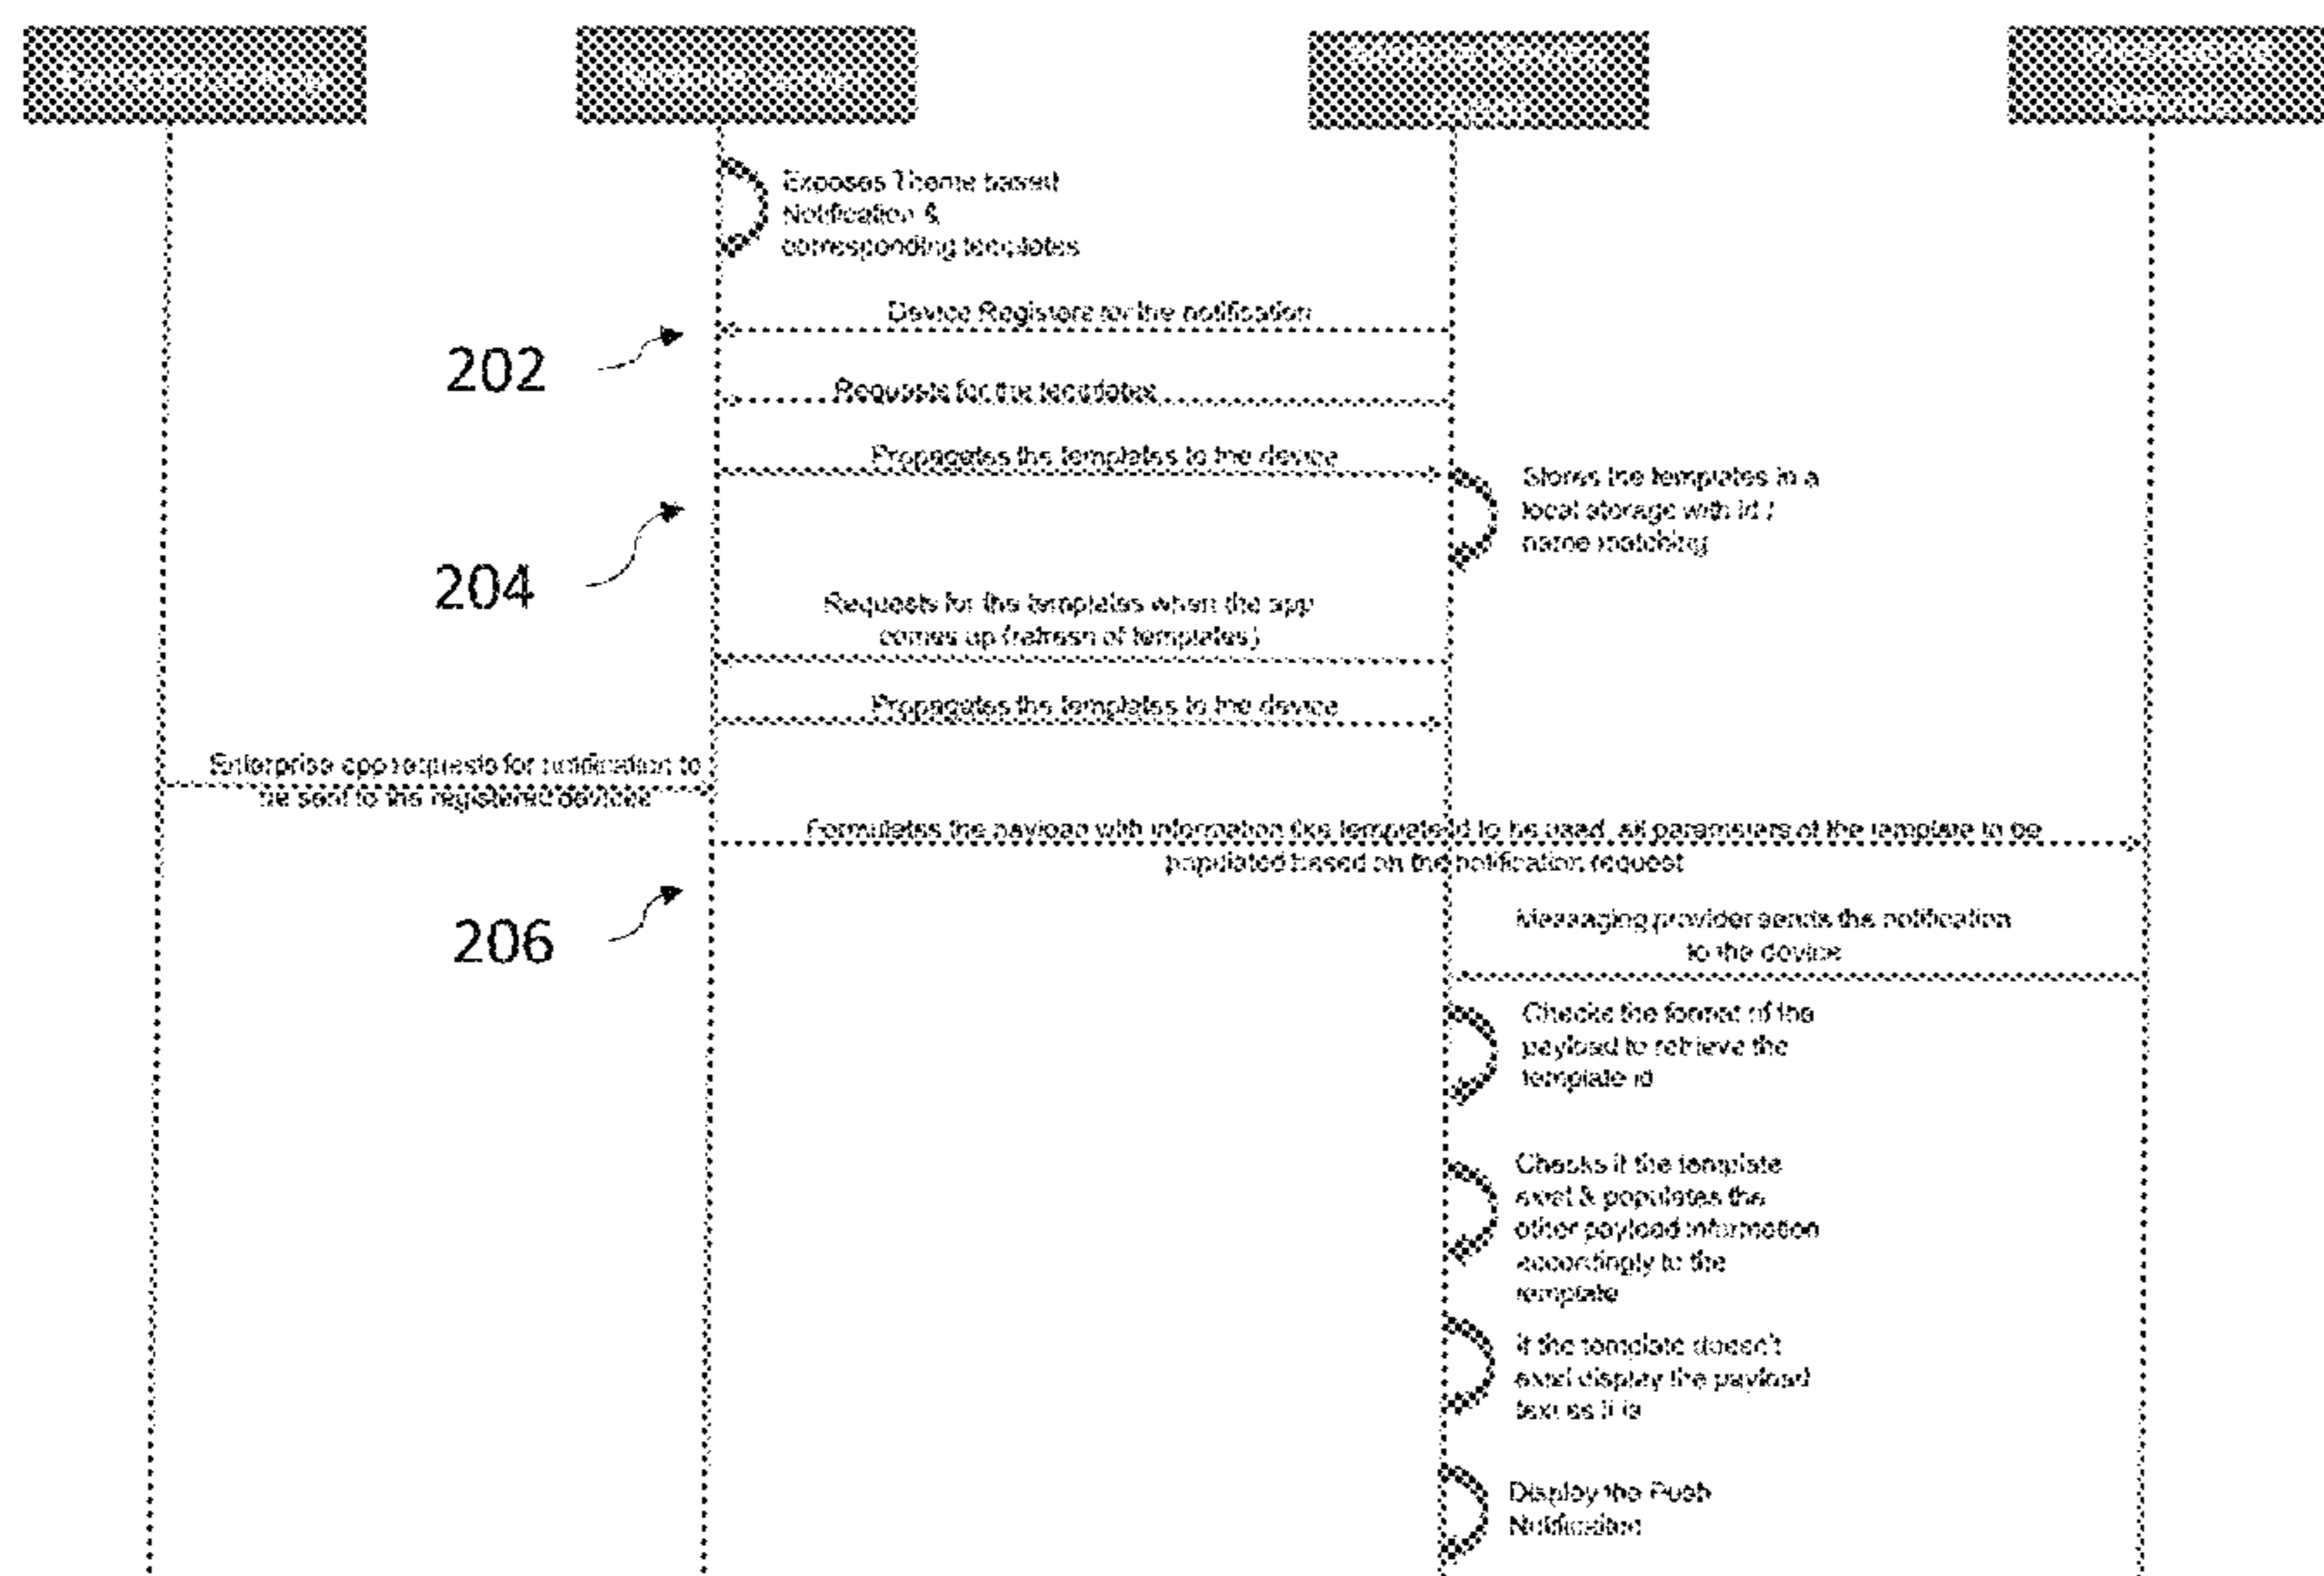 Exposes Theme based
Notification &
corresponding templates
Device Registers for the notification
202
Requests for the templates
Propagates the templates to the device
Stores the templates in a
local storage with id /
name matching
204
Requests for the templates when the app
comes up (refresh of templates)
Propagates the templates to the device
Enterprise app requests for notification to
be sent to the registered devices
Formulates the payload with information like template id to be used, all parameters of the template to be
populated based on the notification request
206
Messaging provider sends the notification
to the device
Checks the format of the
payload to retrieve the
template id
Checks if the template
exist & populates the
other payload information
accordingly to the
template
If the template doesn't
exist display the payload
text as it is
Display the Push
Notification